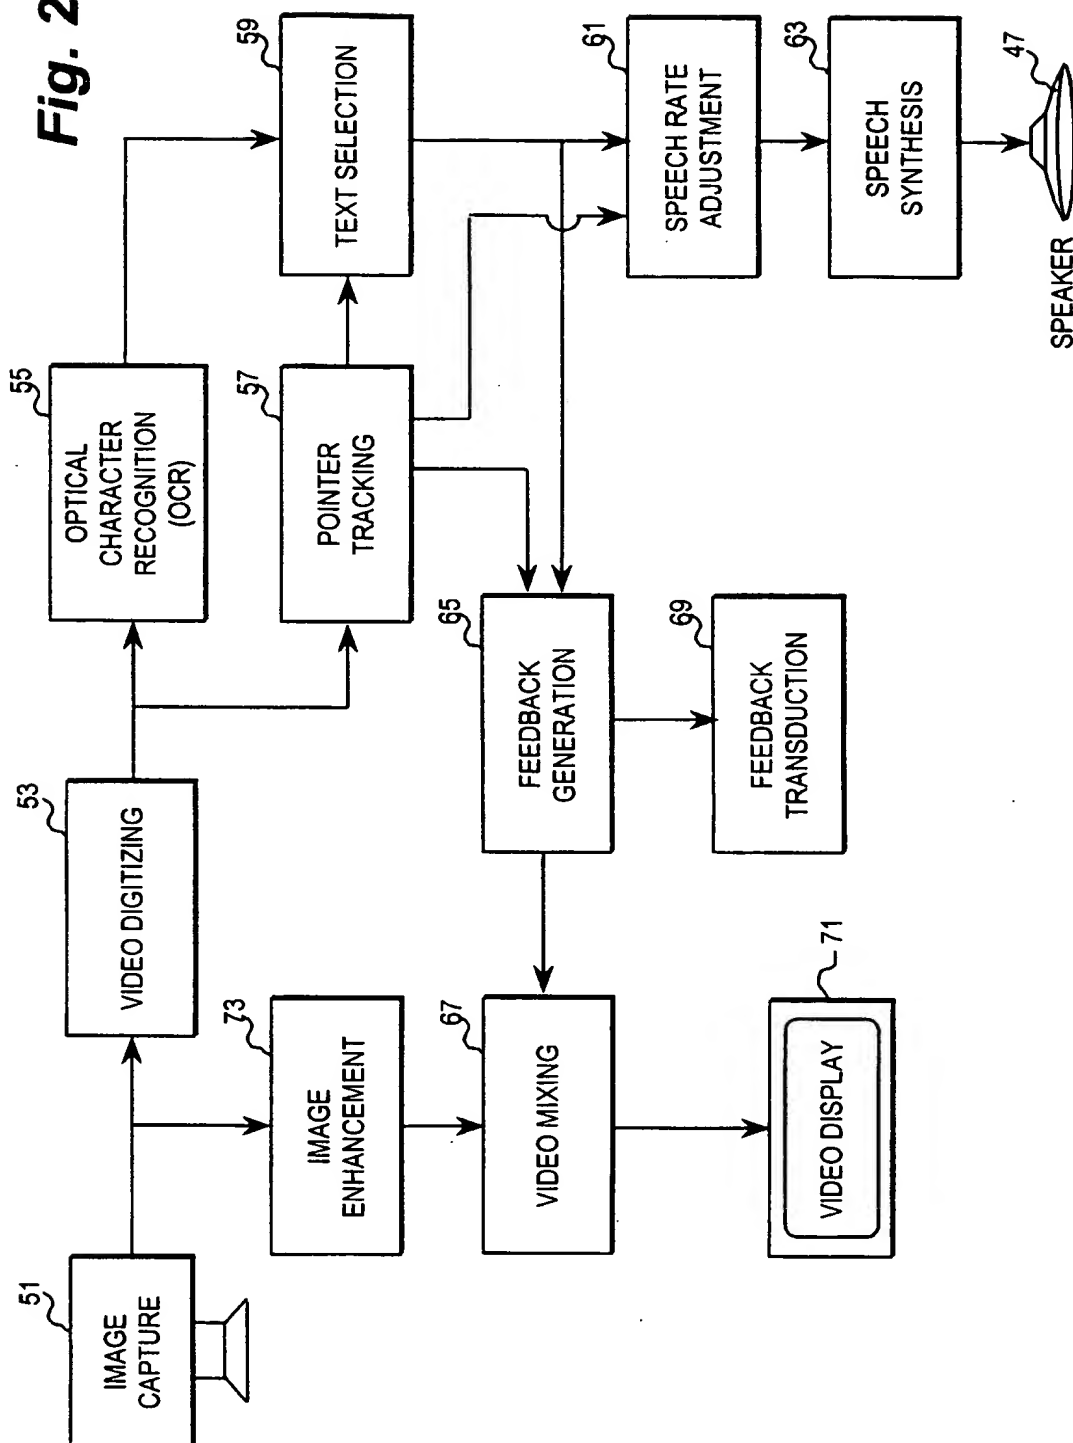 Fig. 2
51
IMAGE
CAPTURE
53
VIDEO DIGITIZING
55
OPTICAL
CHARACTER
RECOGNITION
(OCR)
73
IMAGE
ENHANCEMENT
57
POINTER
TRACKING
59
TEXT SELECTION
67
VIDEO MIXING
65
FEEDBACK
GENERATION
61
SPEECH RATE
ADJUSTMENT
71
VIDEO DISPLAY
69
FEEDBACK
TRANSDUCTION
63
SPEECH
SYNTHESIS
47
SPEAKER